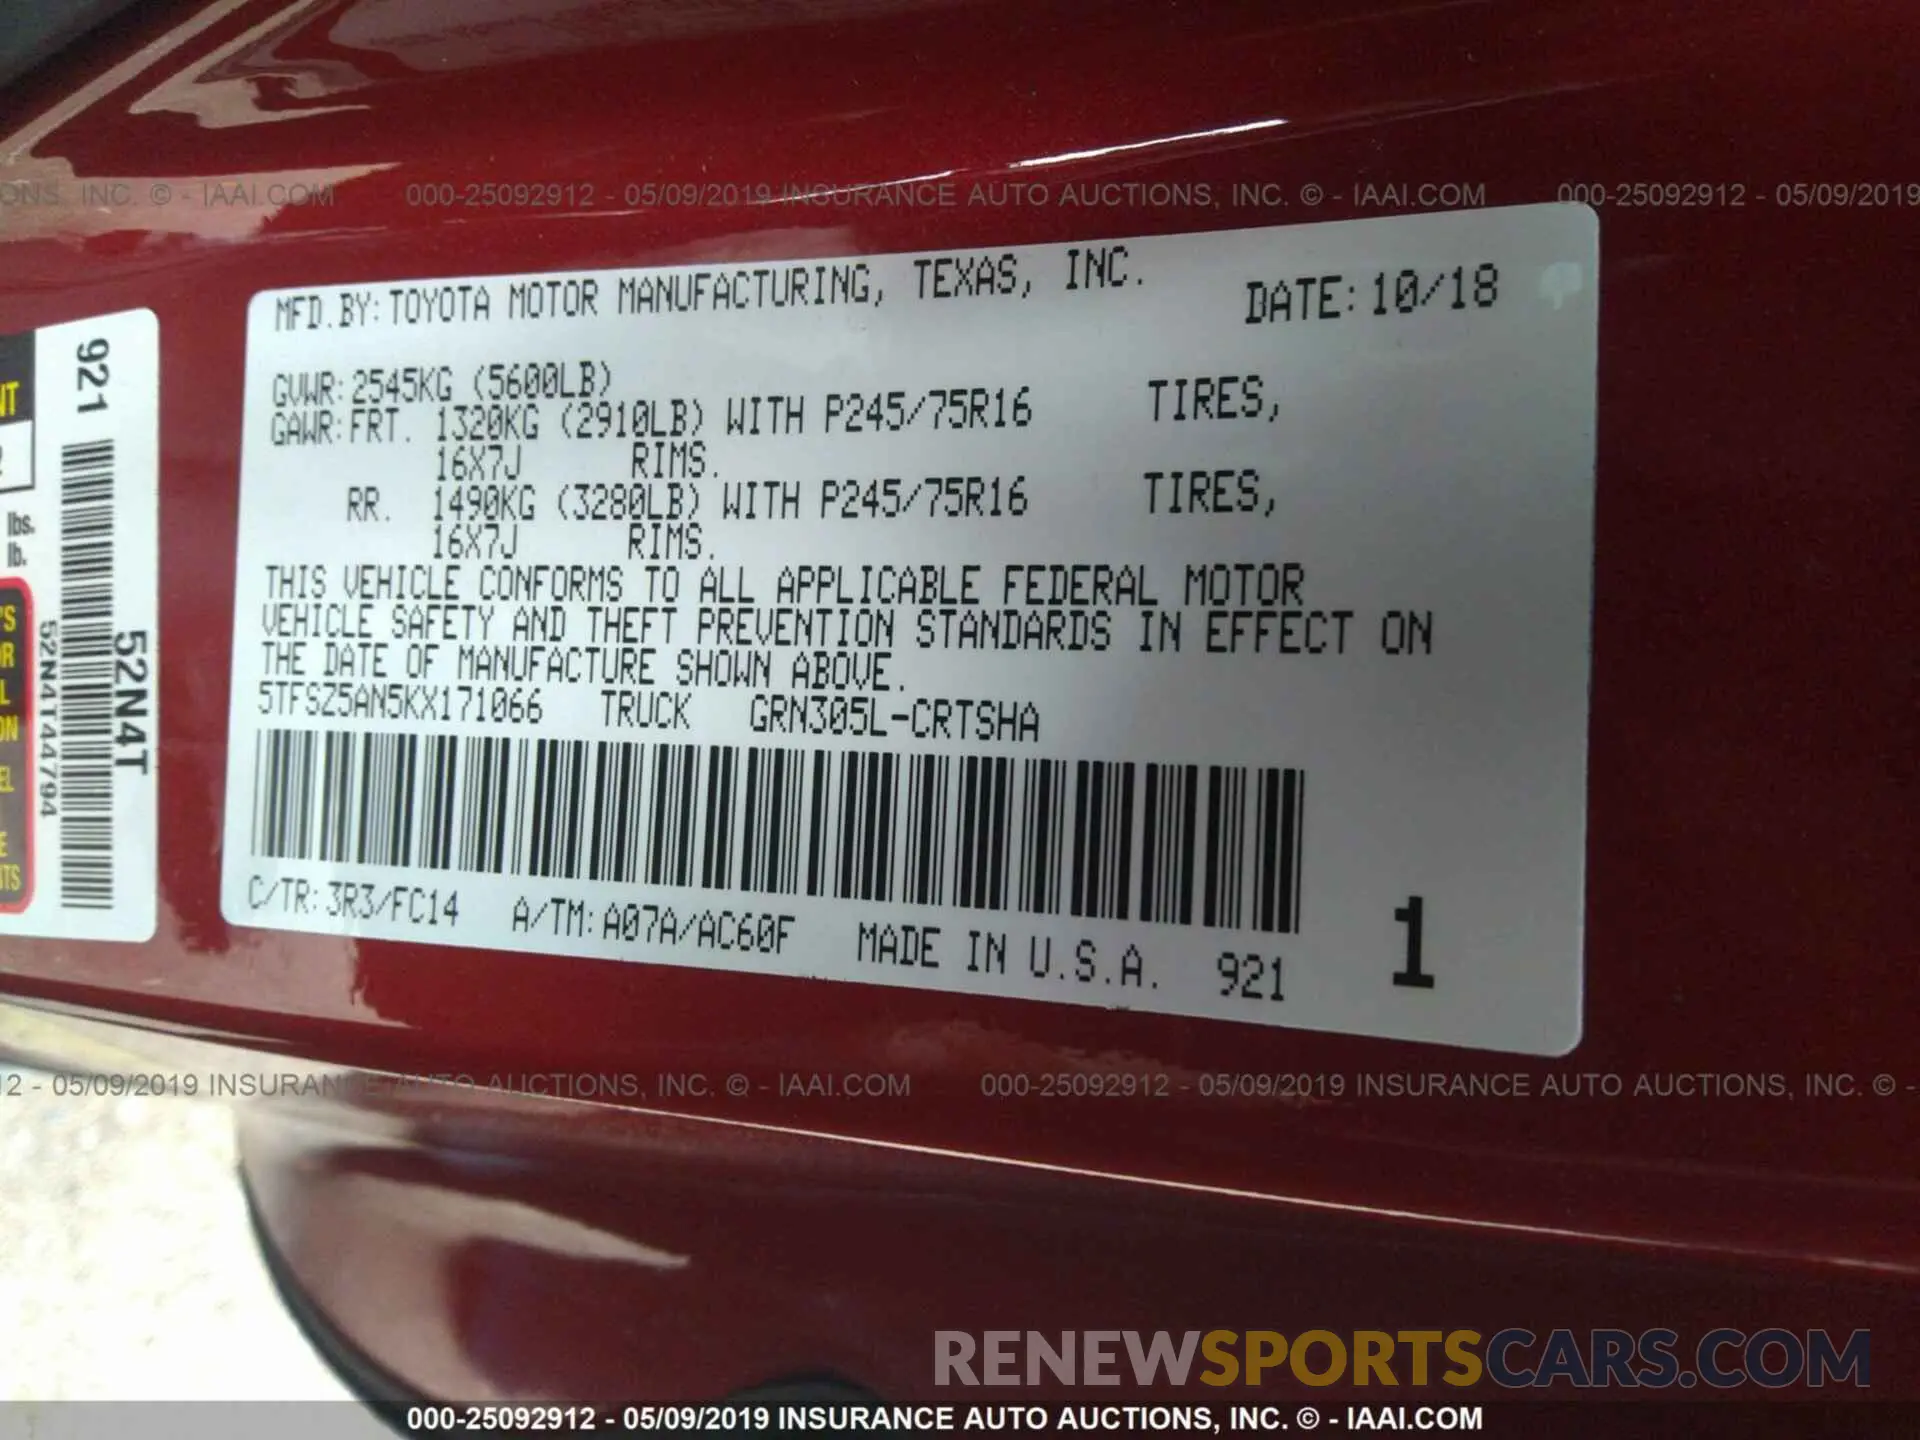 ONS, INC. © - IAAI.COM 000-25092912 - 05/09/2019 INSURANCE AUTO AUCTIONS, INC. © - IAAI.COM 000-25092912 - 05/09/2019
MFD.BY:TOYOTA MOTOR MANUFACTURING, TEXAS, INC. DATE:10/18
GVWR:2545KG (5600LB)
GAWR:FRT. 1320KG (2910LB) WITH P245/75R16 TIRES,
16X7J RIMS.
RR. 1490KG (3280LB) WITH P245/75R16 TIRES,
16X7J RIMS.
THIS VEHICLE CONFORMS TO ALL APPLICABLE FEDERAL MOTOR
VEHICLE SAFETY AND THEFT PREVENTION STANDARDS IN EFFECT ON
THE DATE OF MANUFACTURE SHOWN ABOVE.
5TFSZ5AN5KX171066 TRUCK GRN305L-CRTSHA
C/TR:3R3/FC14 A/TM:A07A/AC60F MADE IN U.S.A. 921
1
921
52N4T
52N4T44794
lbs.
lb.
12 - 05/09/2019 INSURANCE AUTO AUCTIONS, INC. © - IAAI.COM 000-25092912 - 05/09/2019 INSURANCE AUTO AUCTIONS, INC. © -
RENEWSPORTSCARS.COM
000-25092912 - 05/09/2019 INSURANCE AUTO AUCTIONS, INC. © - IAAI.COM